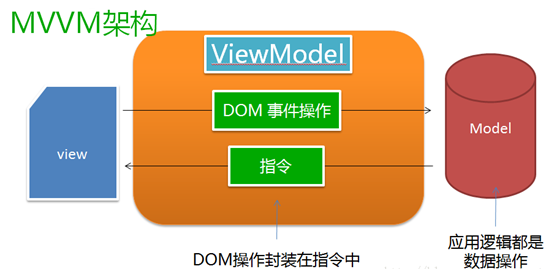 MVVM架构
ViewModel
DOM 事件操作
view
Model
指令
DOM操作封装在指令中
应用逻辑都是
数据操作